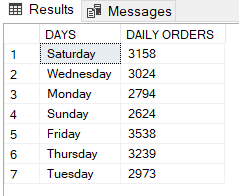 Results Messages
DAYS DAILY ORDERS
1 Saturday 3158
2 Wednesday 3024
3 Monday 2794
4 Sunday 2624
5 Friday 3538
6 Thursday 3239
7 Tuesday 2973